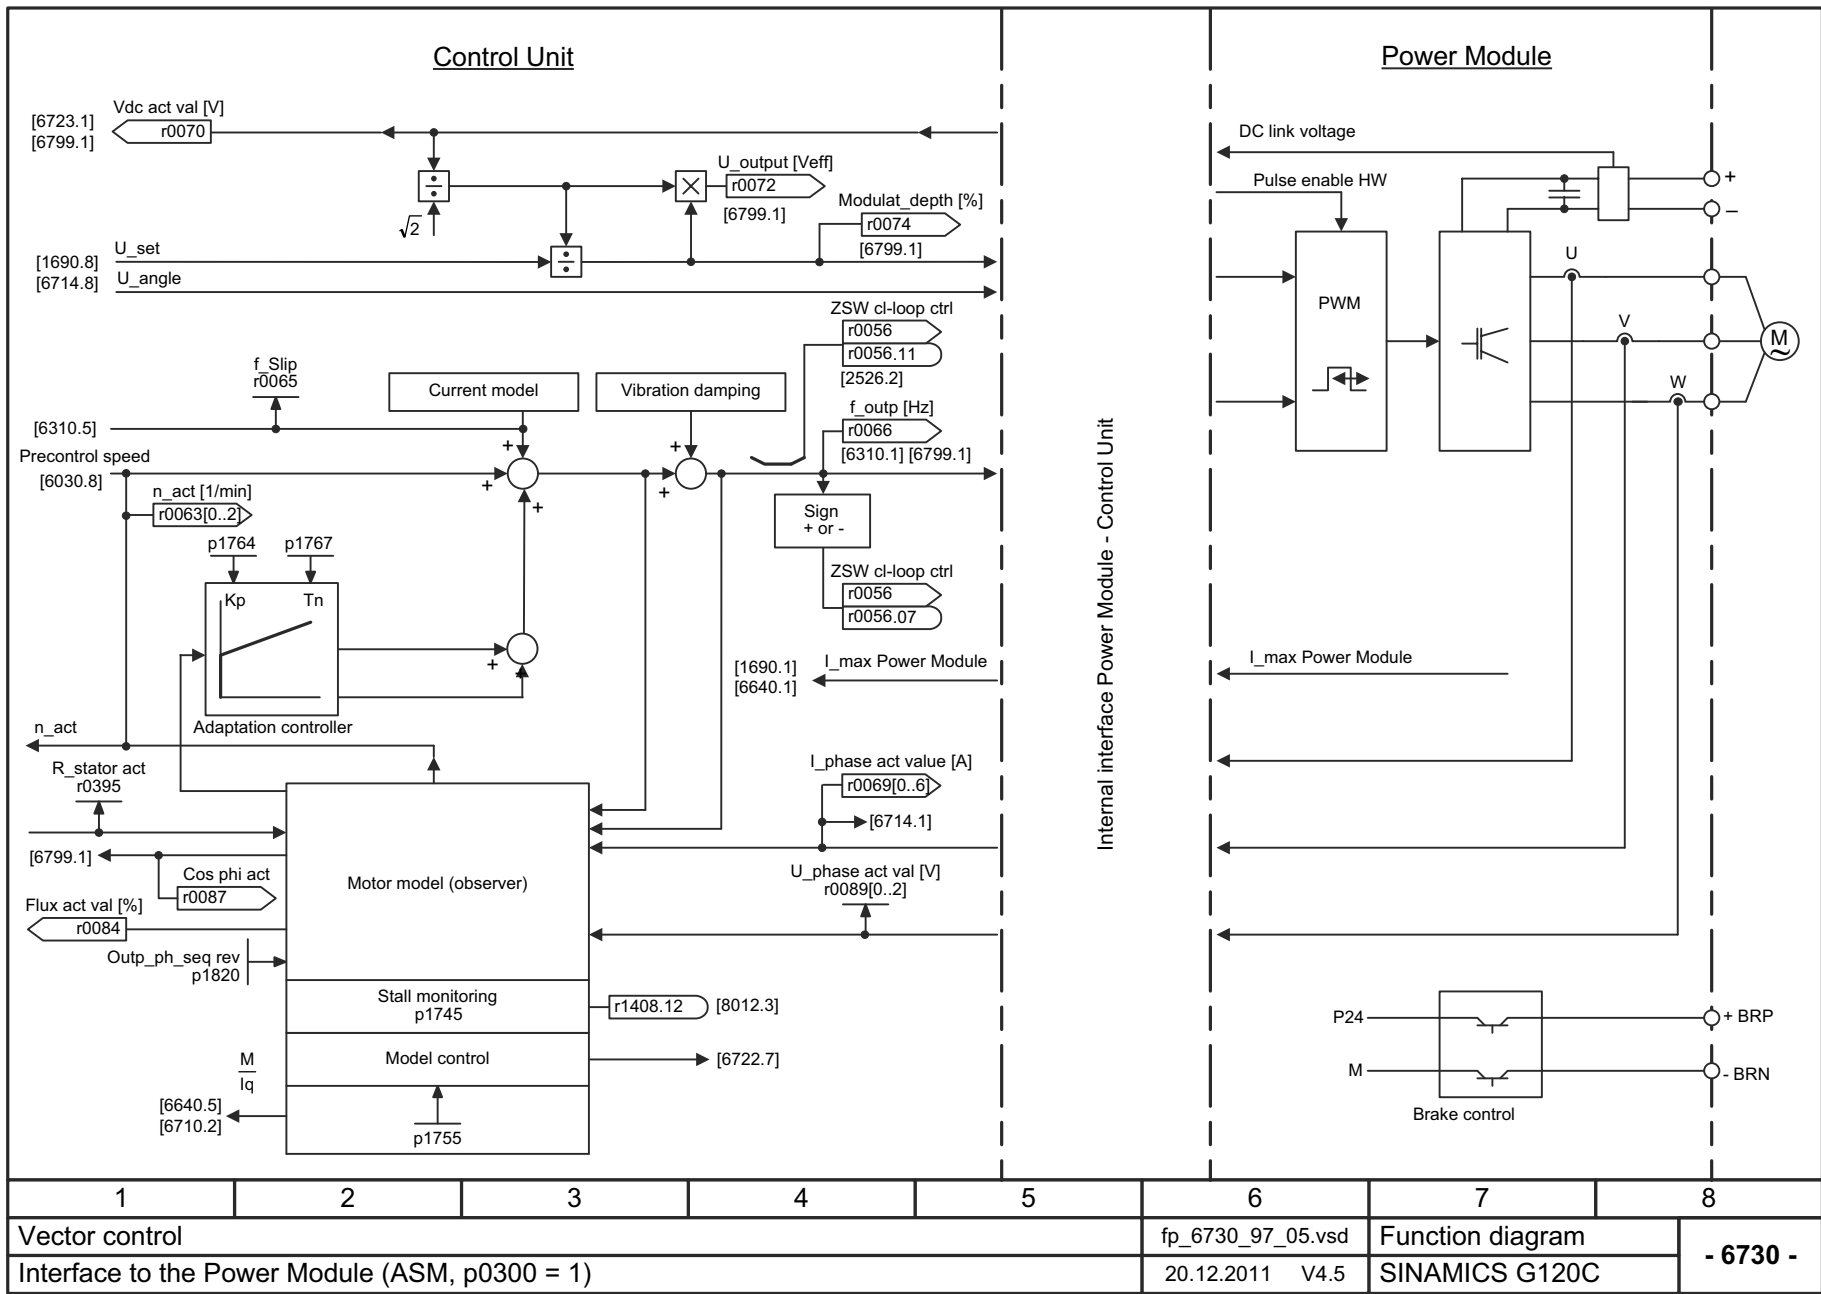 Control Unit
Power Module
Vdc act val [V]
[6723.1]
[6799.1]
r0070
÷
√2
U_output [Veff]
r0072
[6799.1]
Modulat_depth [%]
r0074
[6799.1]
U_set
[1690.8]
[6714.8]
U_angle
÷
DC link voltage
Pulse enable HW
+
–
PWM
U
V
W
M
~
ZSW cl-loop ctrl
r0056
r0056.11
[2526.2]
f_Slip
r0065
Current model
Vibration damping
f_outp [Hz]
r0066
[6310.1] [6799.1]
[6310.5]
Precontrol speed
[6030.8]
+
+
+
+
+
n_act [1/min]
r0063[0..2]
Sign
+ or -
p1764
p1767
Kp
Tn
+
+
Adaptation controller
ZSW cl-loop ctrl
r0056
r0056.07
[1690.1]
[6640.1]
I_max Power Module
I_max Power Module
Internal interface Power Module - Control Unit
n_act
R_stator act
r0395
I_phase act value [A]
r0069[0..6]
[6714.1]
[6799.1]
Cos phi act
r0087
Motor model (observer)
U_phase act val [V]
r0089[0..2]
Flux act val [%]
r0084
Outp_ph_seq rev
p1820
Stall monitoring
p1745
r1408.12
[8012.3]
Model control
[6722.7]
M
Iq
[6640.5]
[6710.2]
p1755
P24
+ BRP
M
- BRN
Brake control
1 2 3 4 5 6 7 8
Vector control
fp_6730_97_05.vsd
Function diagram
- 6730 -
Interface to the Power Module (ASM, p0300 = 1)
20.12.2011 V4.5
SINAMICS G120C